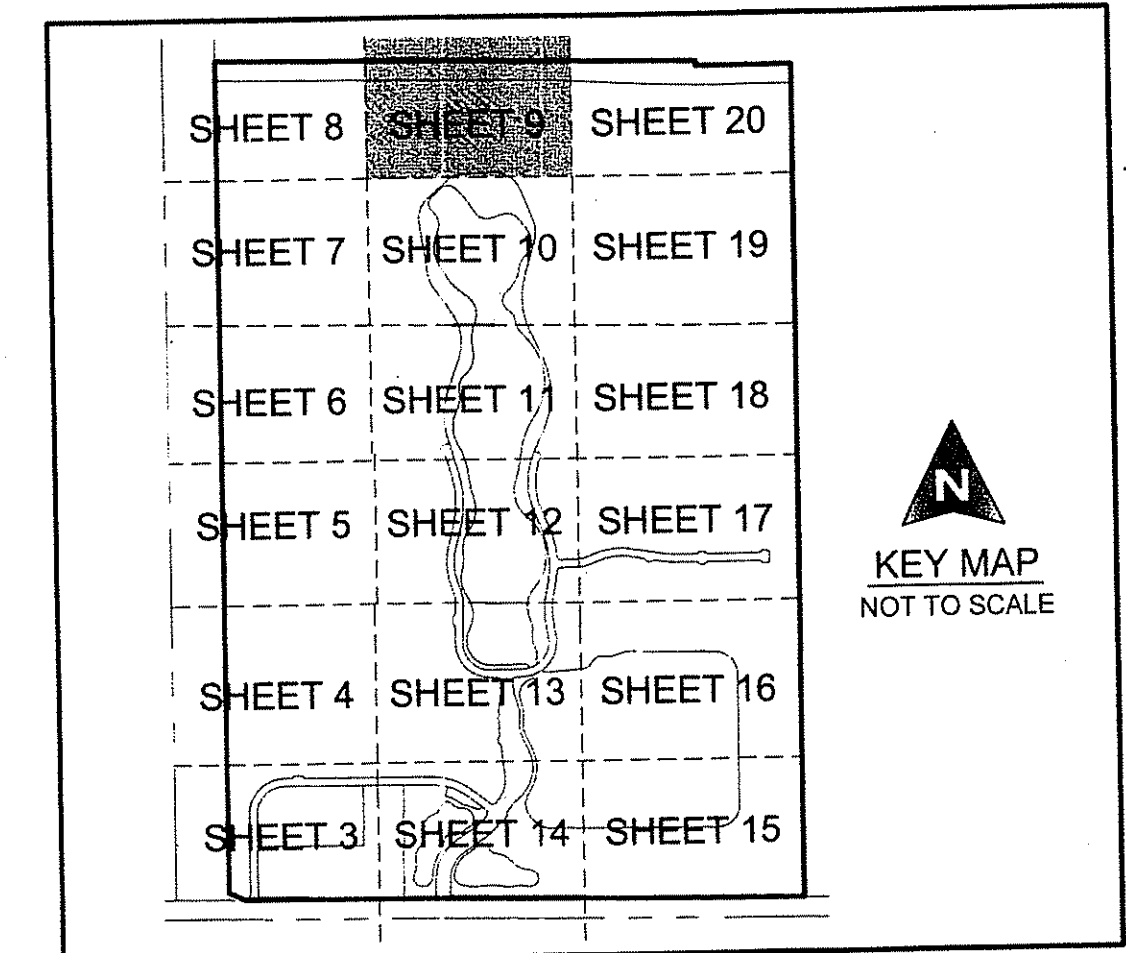 SHEET 8 SHEET 9 SHEET 20
SHEET 7 SHEET 10 SHEET 19
SHEET 6 SHEET 11 SHEET 18
SHEET 5 SHEET 12 SHEET 17
N
KEY MAP
NOT TO SCALE
SHEET 4 SHEET 13 SHEET 16
SHEET 3 SHEET 14 SHEET 15